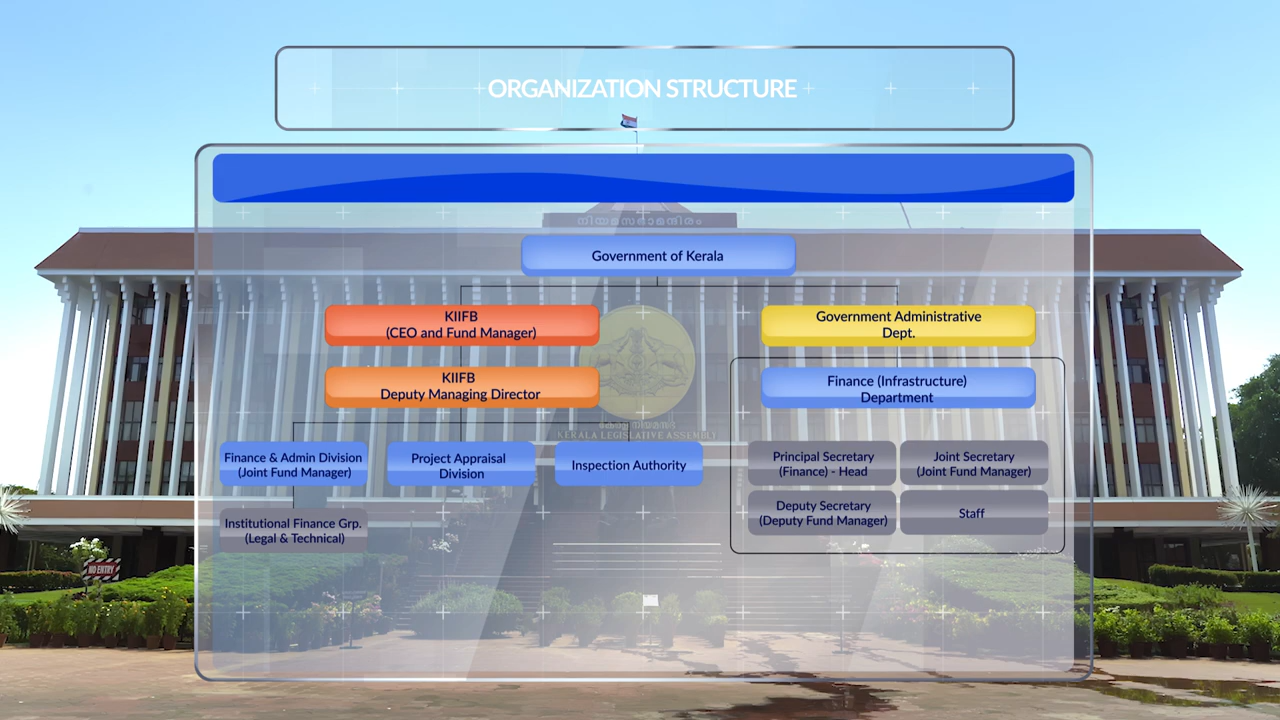 ORGANIZATION STRUCTURE
നിയമസഭാമന്ദിരം
Government of Kerala
KIIFB
(CEO and Fund Manager)
Government Administrative
Dept.
KIIFB
Deputy Managing Director
Finance (Infrastructure)
Department
KERALA LEGISLATIVE ASSEMBLY
Finance & Admin Division
(Joint Fund Manager)
Project Appraisal
Division
Inspection Authority
Principal Secretary
(Finance) - Head
Joint Secretary
(Joint Fund Manager)
Institutional Finance Grp.
(Legal & Technical)
Deputy Secretary
(Deputy Fund Manager)
Staff
NO ENTRY